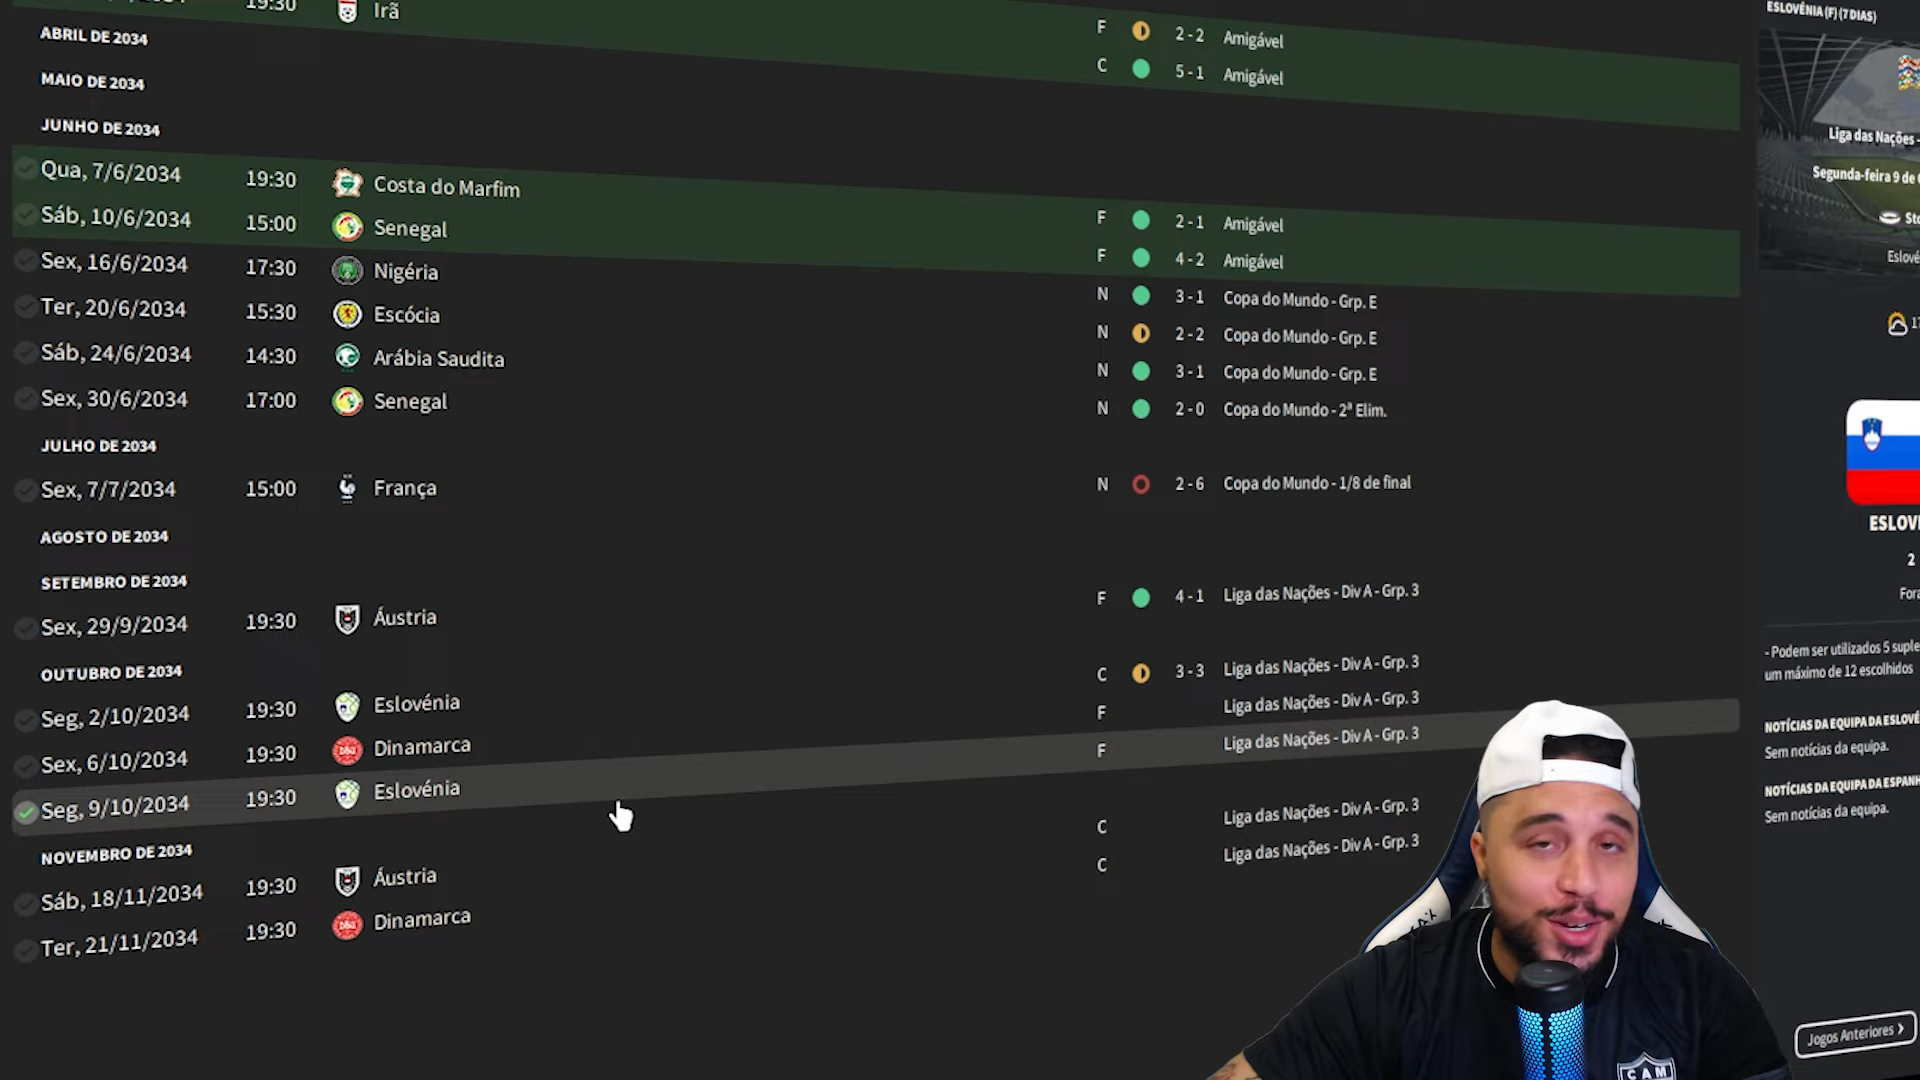 19:30 Irã F 2 - 2 Amigável
ABRIL DE 2034
C 5 - 1 Amigável
MAIO DE 2034
JUNHO DE 2034
Qua, 7/6/2034 19:30 Costa do Marfim F 2 - 1 Amigável
Sáb, 10/6/2034 15:00 Senegal F 4 - 2 Amigável
Sex, 16/6/2034 17:30 Nigéria N 3 - 1 Copa do Mundo - Grp. E
Ter, 20/6/2034 15:30 Escócia N 2 - 2 Copa do Mundo - Grp. E
Sáb, 24/6/2034 14:30 Arábia Saudita N 3 - 1 Copa do Mundo - Grp. E
Sex, 30/6/2034 17:00 Senegal N 2 - 0 Copa do Mundo - 2ª Elim.
JULHO DE 2034
Sex, 7/7/2034 15:00 França N 2 - 6 Copa do Mundo - 1/8 de final
AGOSTO DE 2034
SETEMBRO DE 2034
Sex, 29/9/2034 19:30 Áustria F 4 - 1 Liga das Nações - Div A - Grp. 3
OUTUBRO DE 2034
Seg, 2/10/2034 19:30 Eslovénia C 3 - 3 Liga das Nações - Div A - Grp. 3
Sex, 6/10/2034 19:30 Dinamarca F Liga das Nações - Div A - Grp. 3
Seg, 9/10/2034 19:30 Eslovénia F Liga das Nações - Div A - Grp. 3
NOVEMBRO DE 2034
Sáb, 18/11/2034 19:30 Áustria C Liga das Nações - Div A - Grp. 3
Ter, 21/11/2034 19:30 Dinamarca C Liga das Nações - Div A - Grp. 3
ESLOVÉNIA (F) (7 DIAS)
Liga das Nações -
Segunda-feira 9 de
Sto
Eslové
ESLOV
2
Fora
- Podem ser utilizados 5 suple
um máximo de 12 escolhidos
NOTÍCIAS DA EQUIPA DA ESLOVÉ
Sem notícias da equipa.
NOTÍCIAS DA EQUIPA DA ESPANH
Sem notícias da equipa.
Jogos Anteriores
CAM